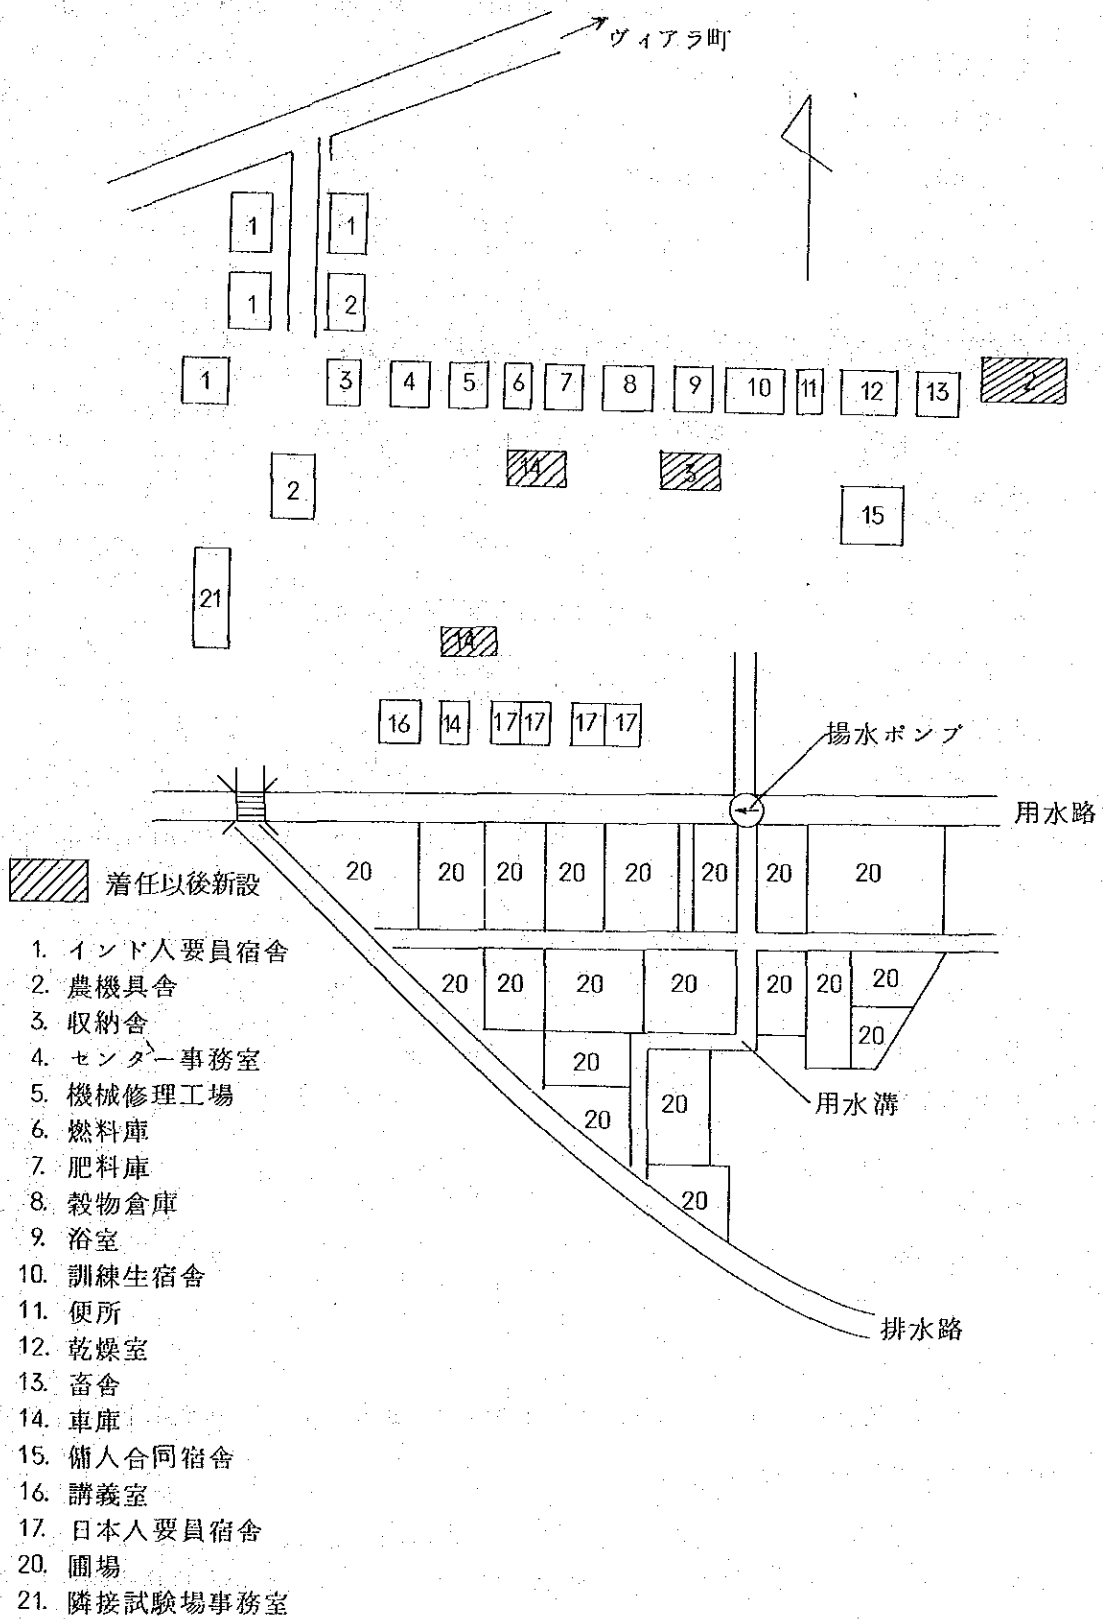 ヴィアラ町
1 1
1 2
1 3 4 5 6 7 8 9 10 11 12 13 2
2 14 3
15
21
14
16 14 17 17 17 17
揚水ポンプ
用水路
20 20 20 20 20 20 20 20
着任以後新設
20 20 20 20 20 20 20
20
20
20
20
用水溝
20
20
排水路
1. インド人要員宿舎
2. 農機具舎
3. 収納舎
4. センター事務室
5. 機械修理工場
6. 燃料庫
7. 肥料庫
8. 穀物倉庫
9. 浴室
10. 訓練生宿舎
11. 便所
12. 乾燥室
13. 畜舎
14. 車庫
15. 傭人合同宿舎
16. 講義室
17. 日本人要員宿舎
20. 圃場
21. 隣接試験場事務室